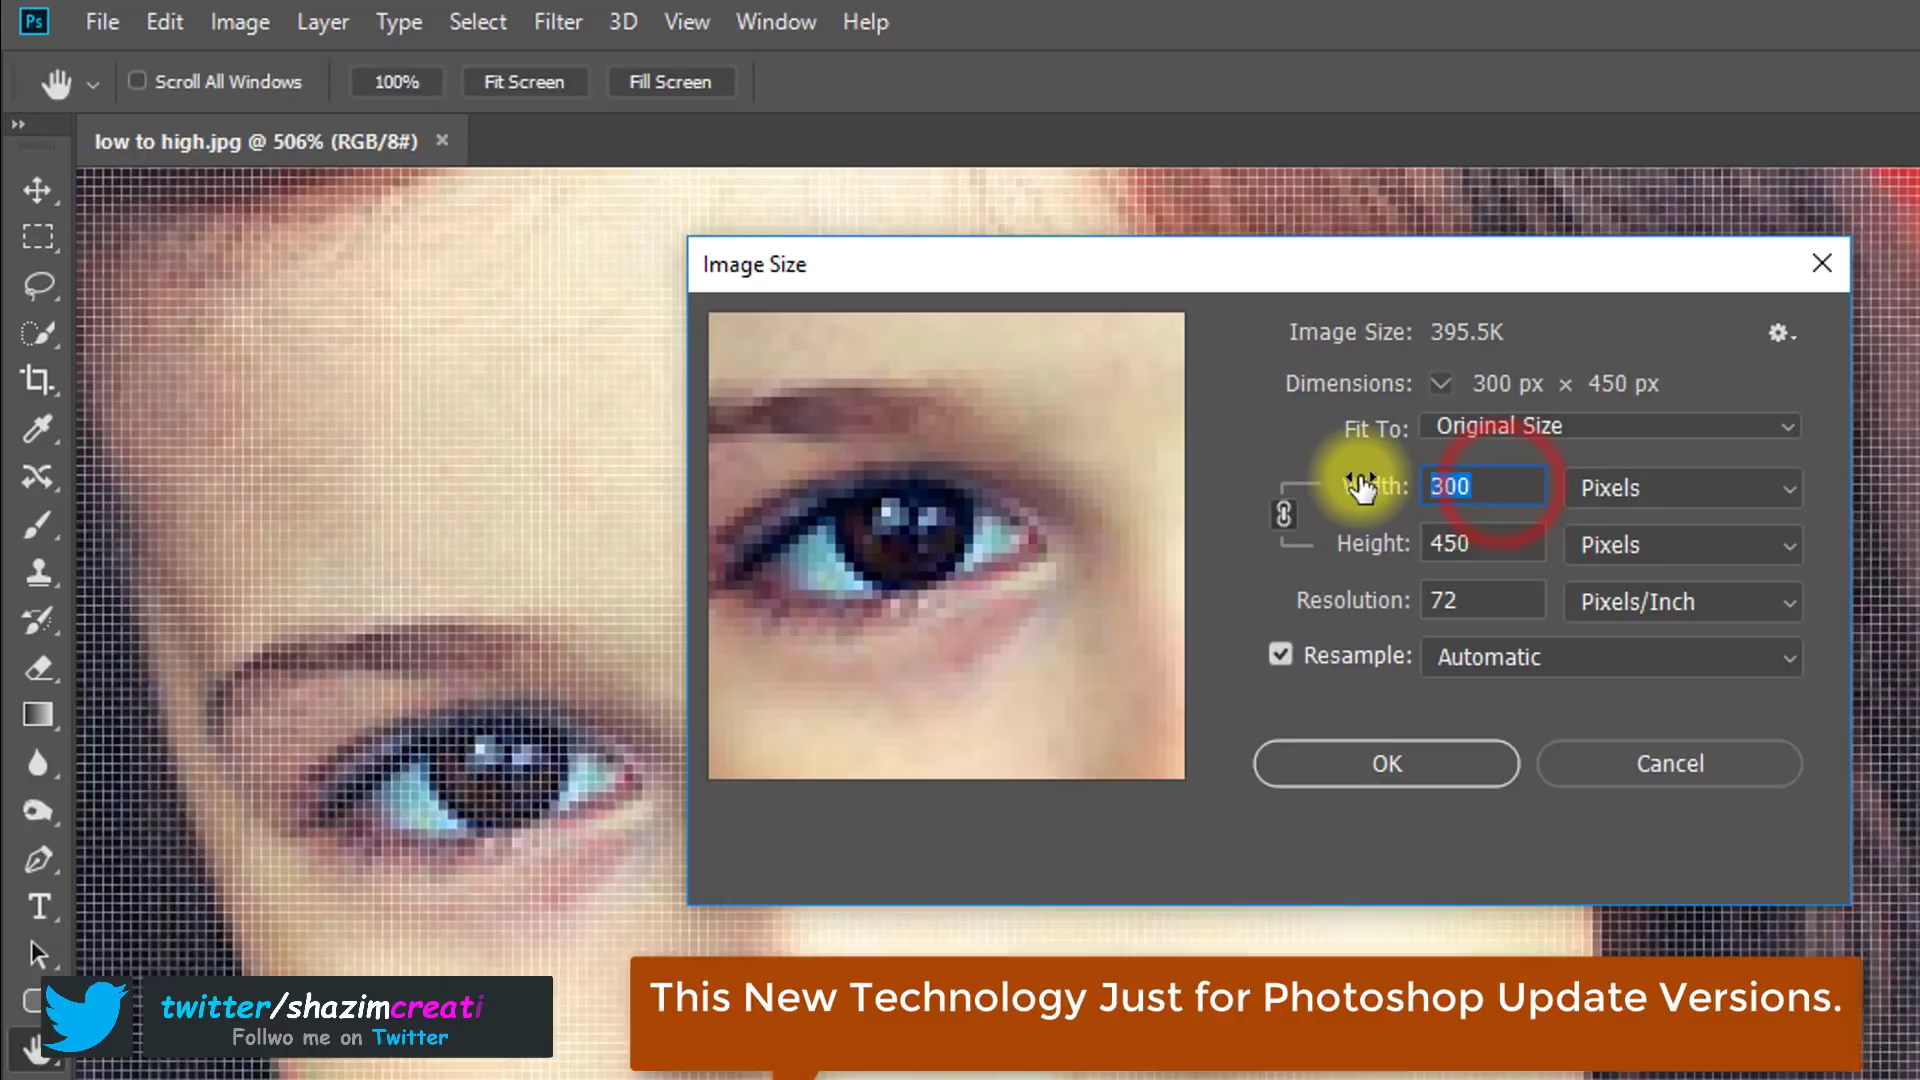 Ps File Edit Image Layer Type Select Filter 3D View Window Help
Scroll All Windows 100% Fit Screen Fill Screen
low to high.jpg @ 506% (RGB/8#)
Image Size
Image Size: 395.5K
Dimensions: 300 px × 450 px
Fit To: Original Size
Width: 300 Pixels
Height: 450 Pixels
Resolution: 72 Pixels/Inch
Resample: Automatic
OK Cancel
twitter/shazimcreati
Follwo me on Twitter
This New Technology Just for Photoshop Update Versions.